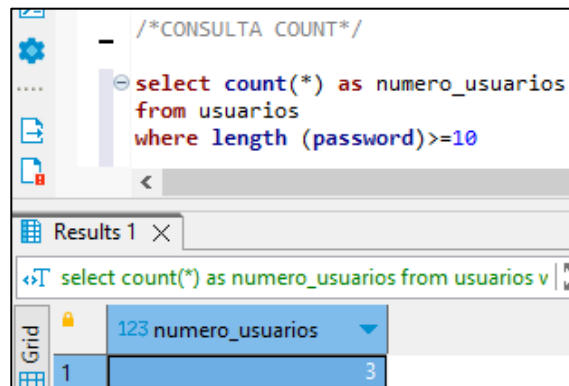 /*CONSULTA COUNT*/
select count(*) as numero_usuarios
from usuarios
where length (password)>=10
Results 1
select count(*) as numero_usuarios from usuarios w
Grid
123 numero_usuarios
1 3